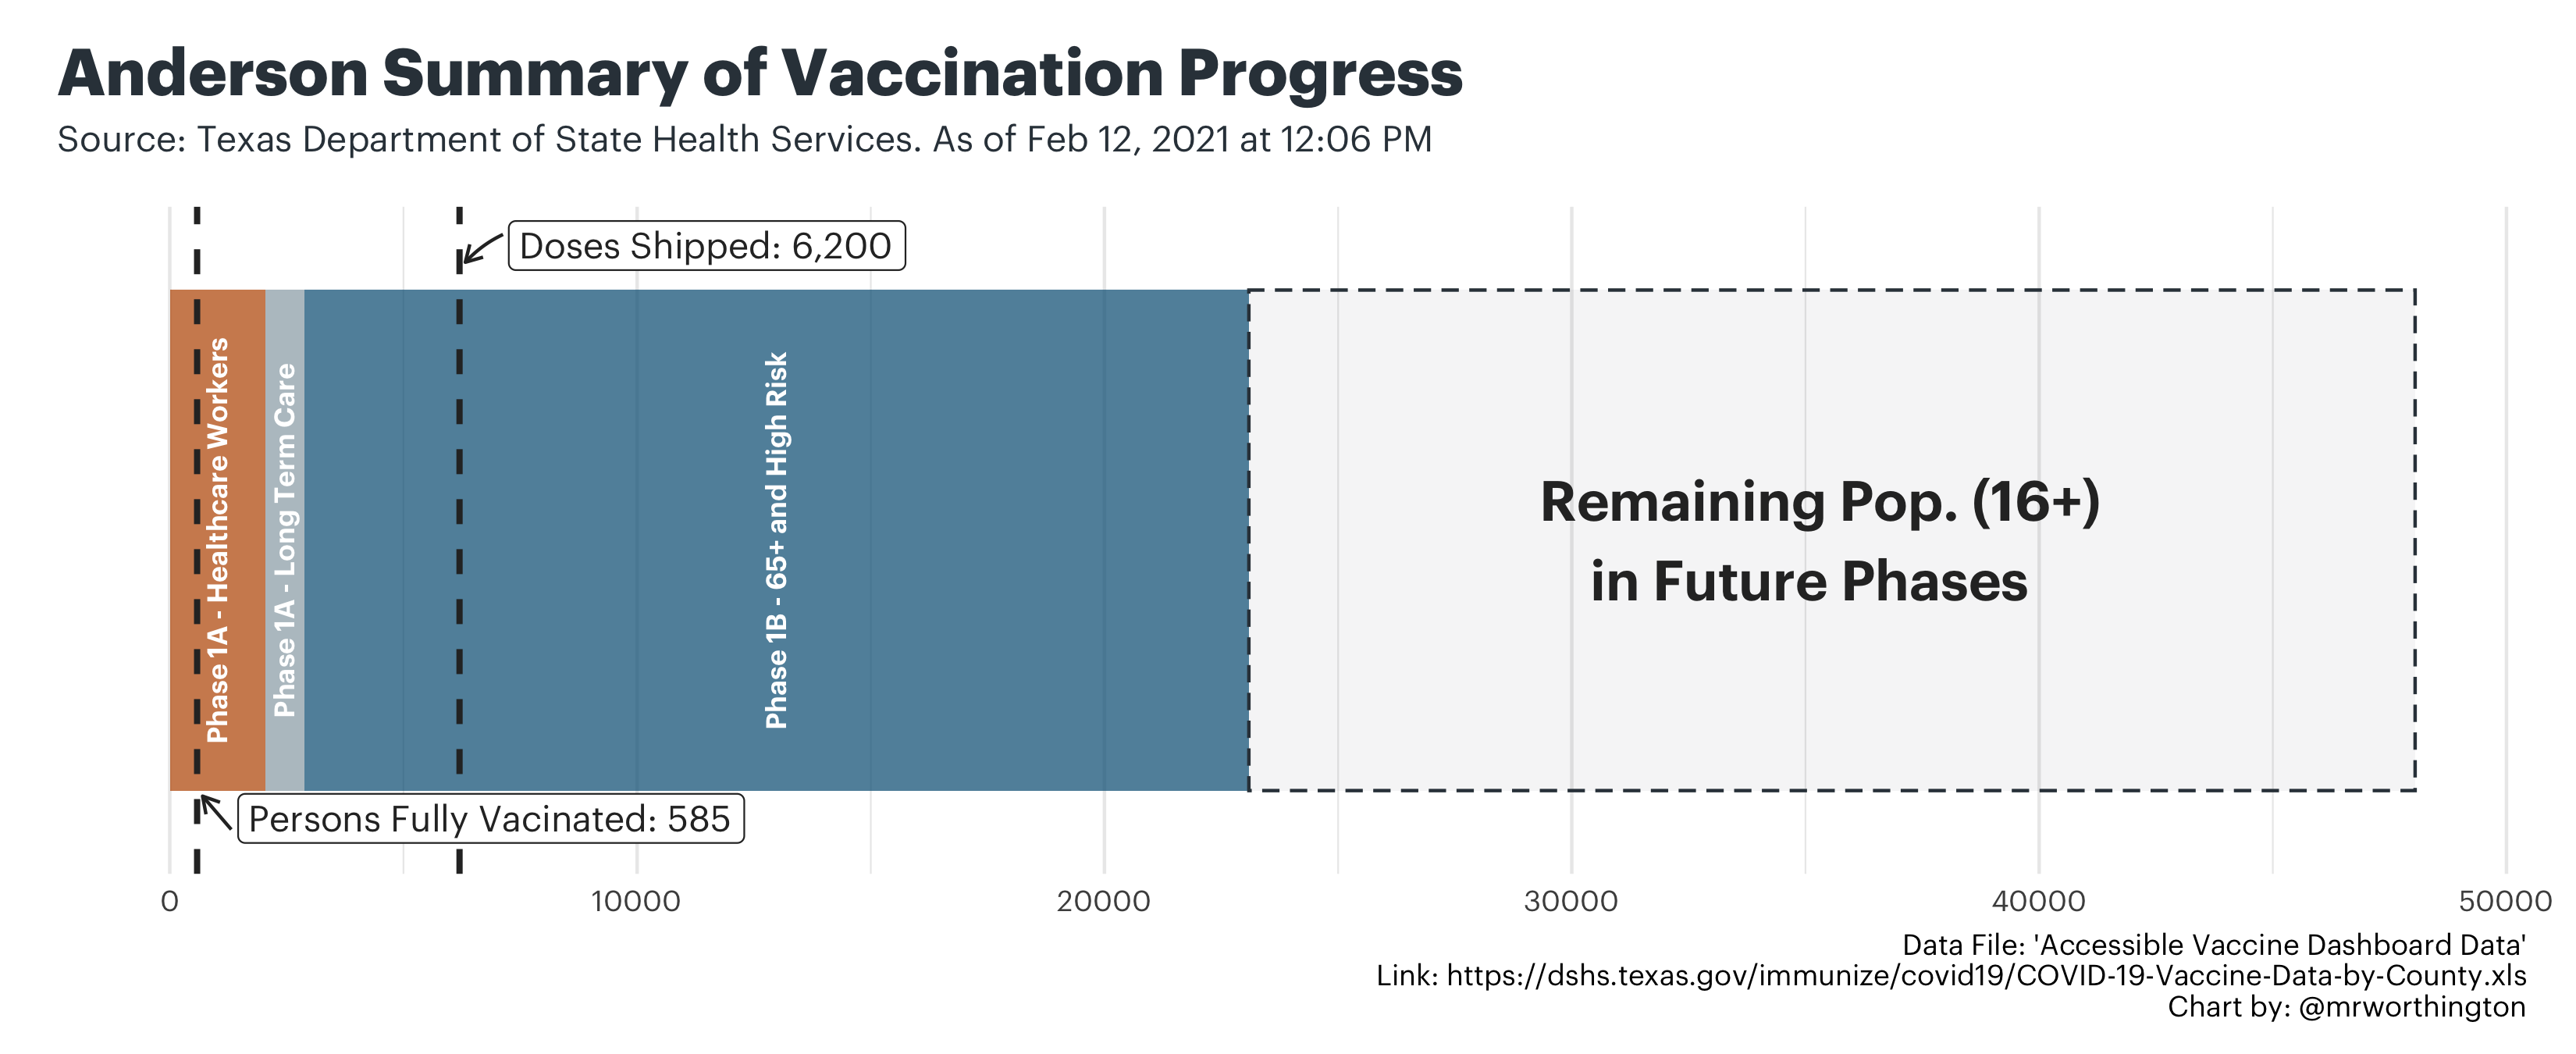 Anderson Summary of Vaccination Progress
Source: Texas Department of State Health Services. As of Feb 12, 2021 at 12:06 PM
Doses Shipped: 6,200
Phase 1A - Healthcare Workers
Phase 1A - Long Term Care
Phase 1B - 65+ and High Risk
Remaining Pop. (16+)
in Future Phases
Persons Fully Vacinated: 585
0 10000 20000 30000 40000 50000
Data File: 'Accessible Vaccine Dashboard Data'
Link: https://dshs.texas.gov/immunize/covid19/COVID-19-Vaccine-Data-by-County.xls
Chart by: @mrworthington